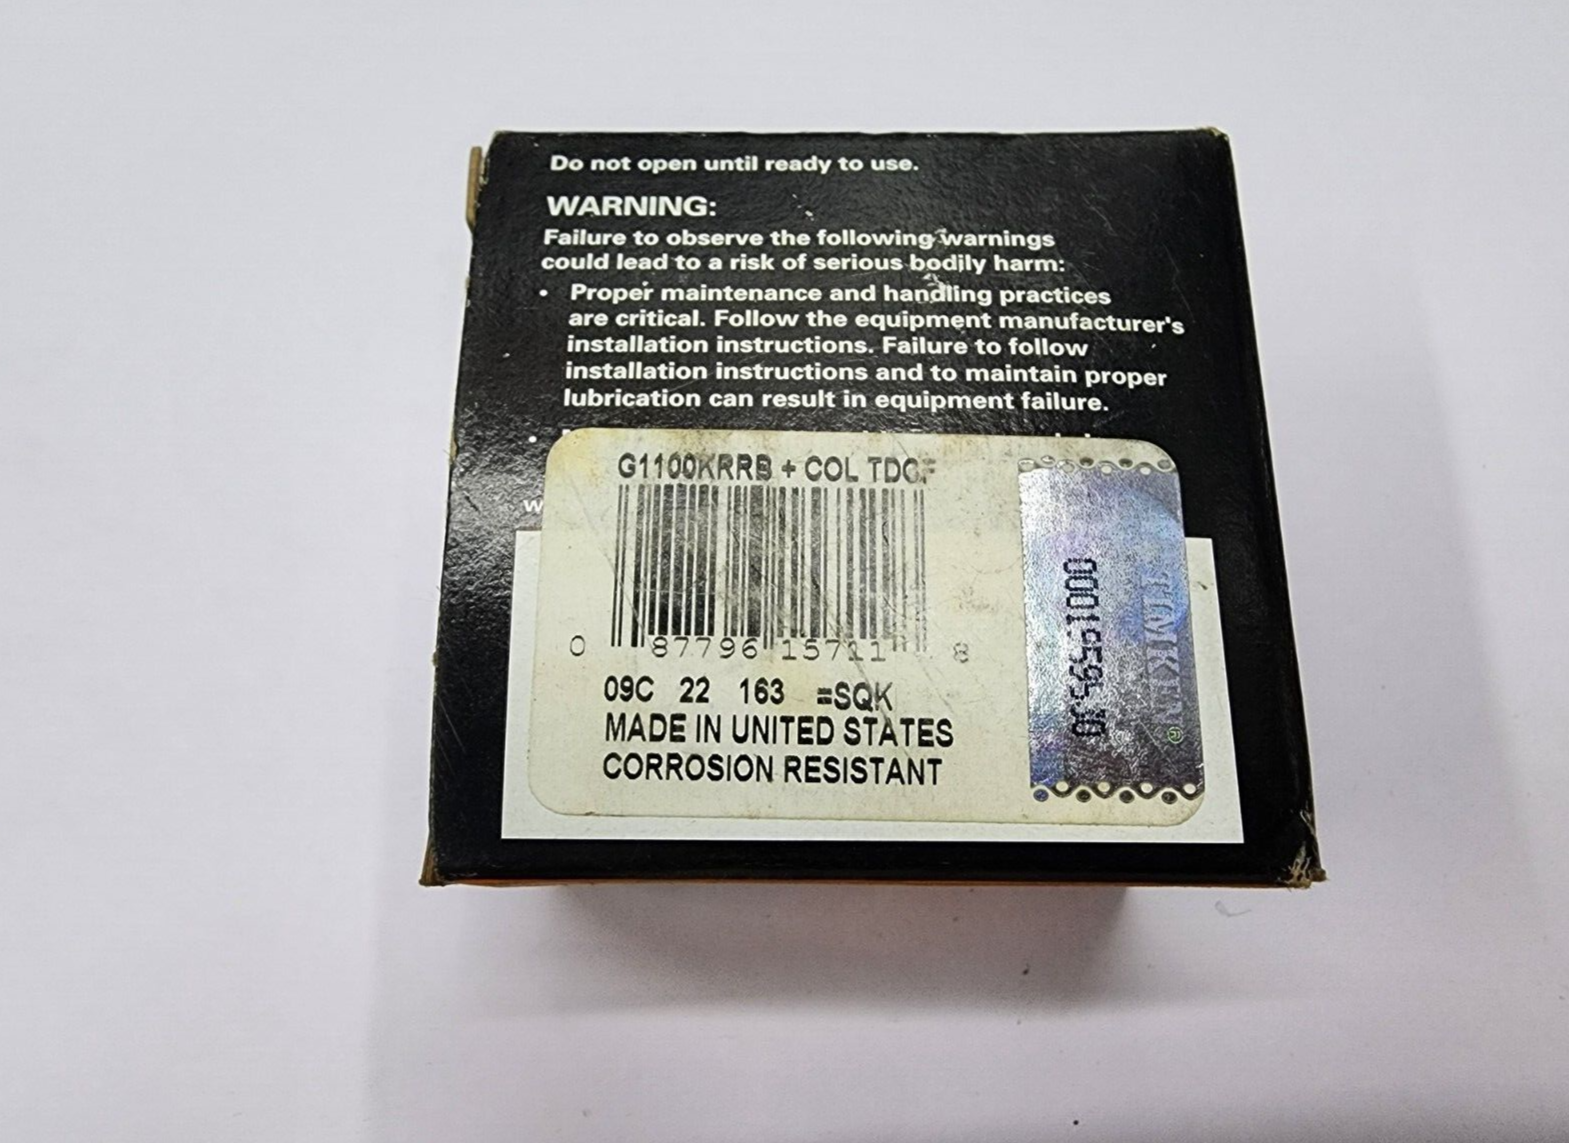 Do not open until ready to use.
WARNING:
Failure to observe the following warnings
could lead to a risk of serious bodily harm:
• Proper maintenance and handling practices
are critical. Follow the equipment manufacturer's
installation instructions. Failure to follow
installation instructions and to maintain proper
lubrication can result in equipment failure.
•
G1100KRRB + COL TDCF
0 87796 15711 8
09C 22 163 =SQK
MADE IN UNITED STATES
CORROSION RESISTANT
TIMKEN®